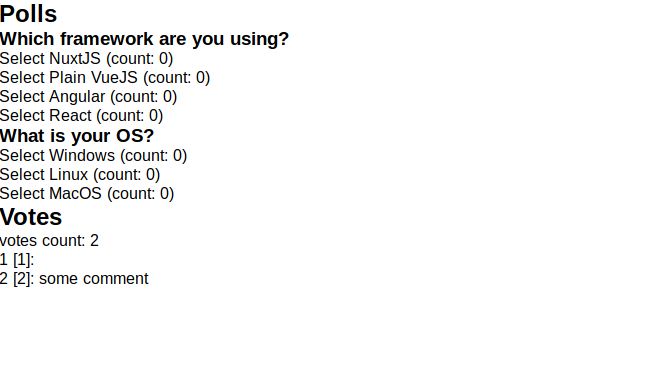 Polls
Which framework are you using?
Select NuxtJS (count: 0)
Select Plain VueJS (count: 0)
Select Angular (count: 0)
Select React (count: 0)
What is your OS?
Select Windows (count: 0)
Select Linux (count: 0)
Select MacOS (count: 0)
Votes
votes count: 2
1 [1]:
2 [2]: some comment